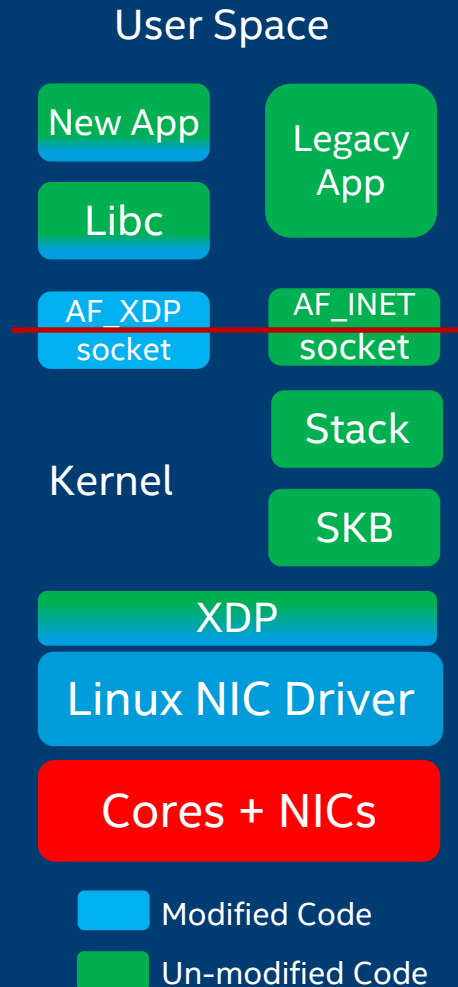 User Space
New App
Legacy
App
Libc
AF_XDP
socket
AF_INET
socket
Stack
Kernel
SKB
XDP
Linux NIC Driver
Cores + NICs
Modified Code
Un-modified Code